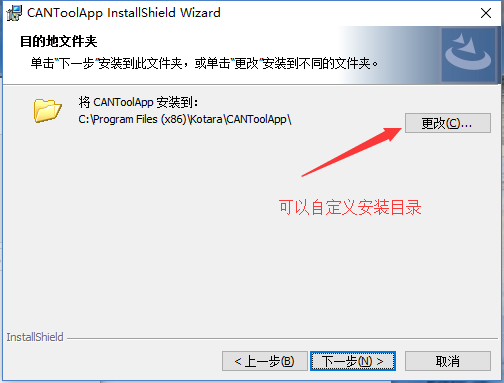 CANToolApp InstallShield Wizard
目的地文件夹
单击“下一步”安装到此文件夹，或单击“更改”安装到不同的文件夹。
将 CANToolApp 安装到：
C:\Program Files (x86)\Kotara\CANToolApp\
更改(C)...
可以自定义安装目录
InstallShield
< 上一步(B)
下一步(N) >
取消